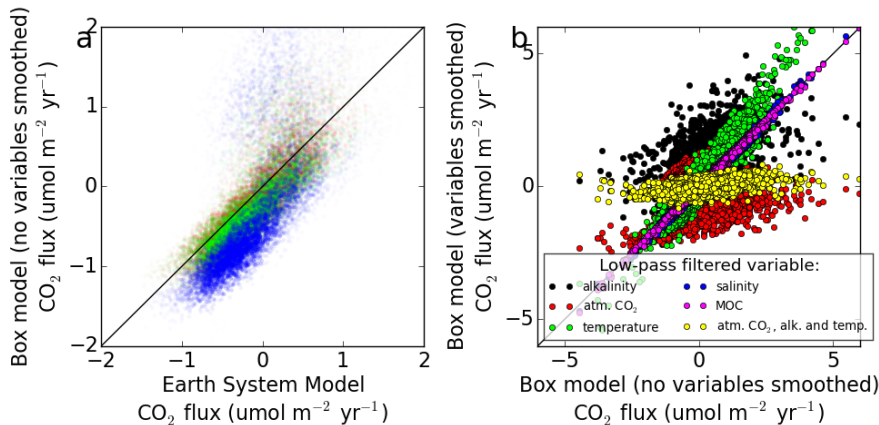 a
Box model (no variables smoothed)
CO₂ flux (umol m⁻² yr⁻¹)
2
1
0
−1
−2
−2 −1 0 1 2
Earth System Model
CO₂ flux (umol m⁻² yr⁻¹)
b
Box model (variables smoothed)
CO₂ flux (umol m⁻² yr⁻¹)
5
0
−5
Low-pass filtered variable:
alkalinity
atm. CO₂
temperature
salinity
MOC
atm. CO₂, alk. and temp.
−5 0 5
Box model (no variables smoothed)
CO₂ flux (umol m⁻² yr⁻¹)